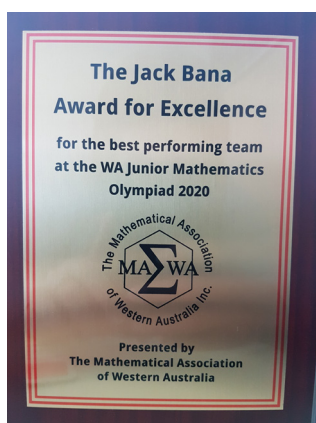 The Jack Bana
Award for Excellence
for the best performing team
at the WA Junior Mathematics
Olympiad 2020
The Mathematical Association
MAΣWA
of Western Australia Inc.
Presented by
The Mathematical Association
of Western Australia